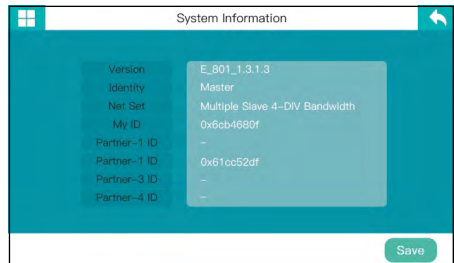 System Information
Version E_801_1.3.1.3
Identity Master
Net Set Multiple Slave 4-DIV Bandwidth
My ID 0x6cb4680f
Partner-1 ID -
Partner-1 ID 0x61cc52df
Partner-3 ID -
Partner-4 ID -
Save